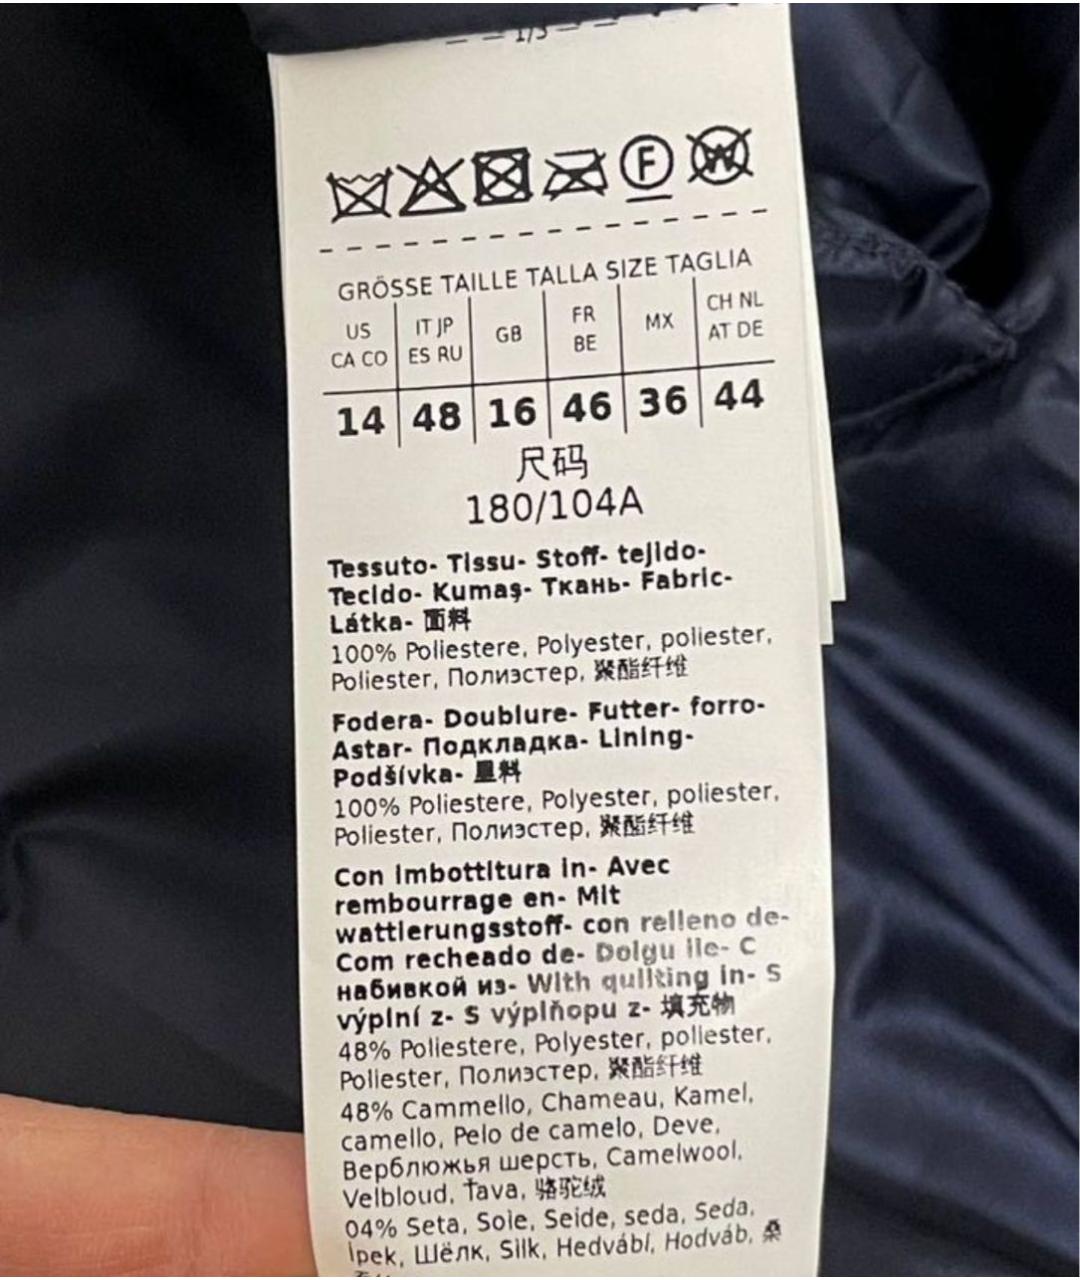 1/3
F
W
GRÖSSE TAILLE TALLA SIZE TAGLIA
US CA CO | IT JP ES RU | GB | FR BE | MX | CH NL AT DE
14 | 48 | 16 | 46 | 36 | 44
尺码
180/104A
Tessuto- Tissu- Stoff- tejido-
Tecido- Kumaş- Ткань- Fabric-
Látka- 面料
100% Poliestere, Polyester, poliester,
Poliester, Полиэстер, 聚酯纤维
Fodera- Doublure- Futter- forro-
Astar- Подкладка- Lining-
Podšívka- 里料
100% Poliestere, Polyester, poliester,
Poliester, Полиэстер, 聚酯纤维
Con imbottitura in- Avec
rembourrage en- Mit
wattierungsstoff- con relleno de-
Com recheado de- Dolgu ile- C
набивкой из- With quilting in- S
výplní z- S výplňopu z- 填充物
48% Poliestere, Polyester, poliester,
Poliester, Полиэстер, 聚酯纤维
48% Cammello, Chameau, Kamel,
camello, Pelo de camelo, Deve,
Верблюжья шерсть, Camelwool,
Velbloud, Ťava, 骆驼绒
04% Seta, Soie, Seide, seda, Seda,
İpek, Шёлк, Silk, Hedvábí, Hodváb, 桑